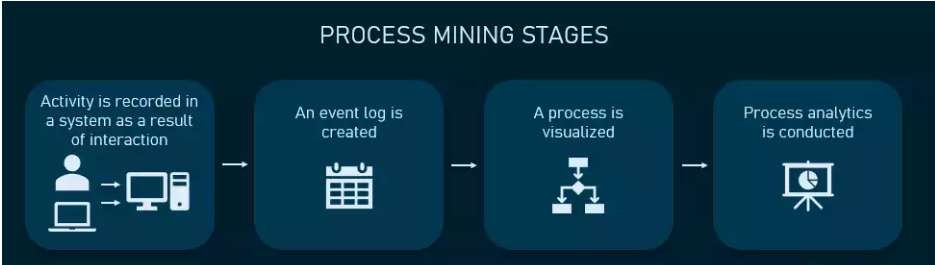 PROCESS MINING STAGES
Activity is recorded in
a system as a result
of interaction
An event log is
created
A process is
visualized
Process analytics
is conducted